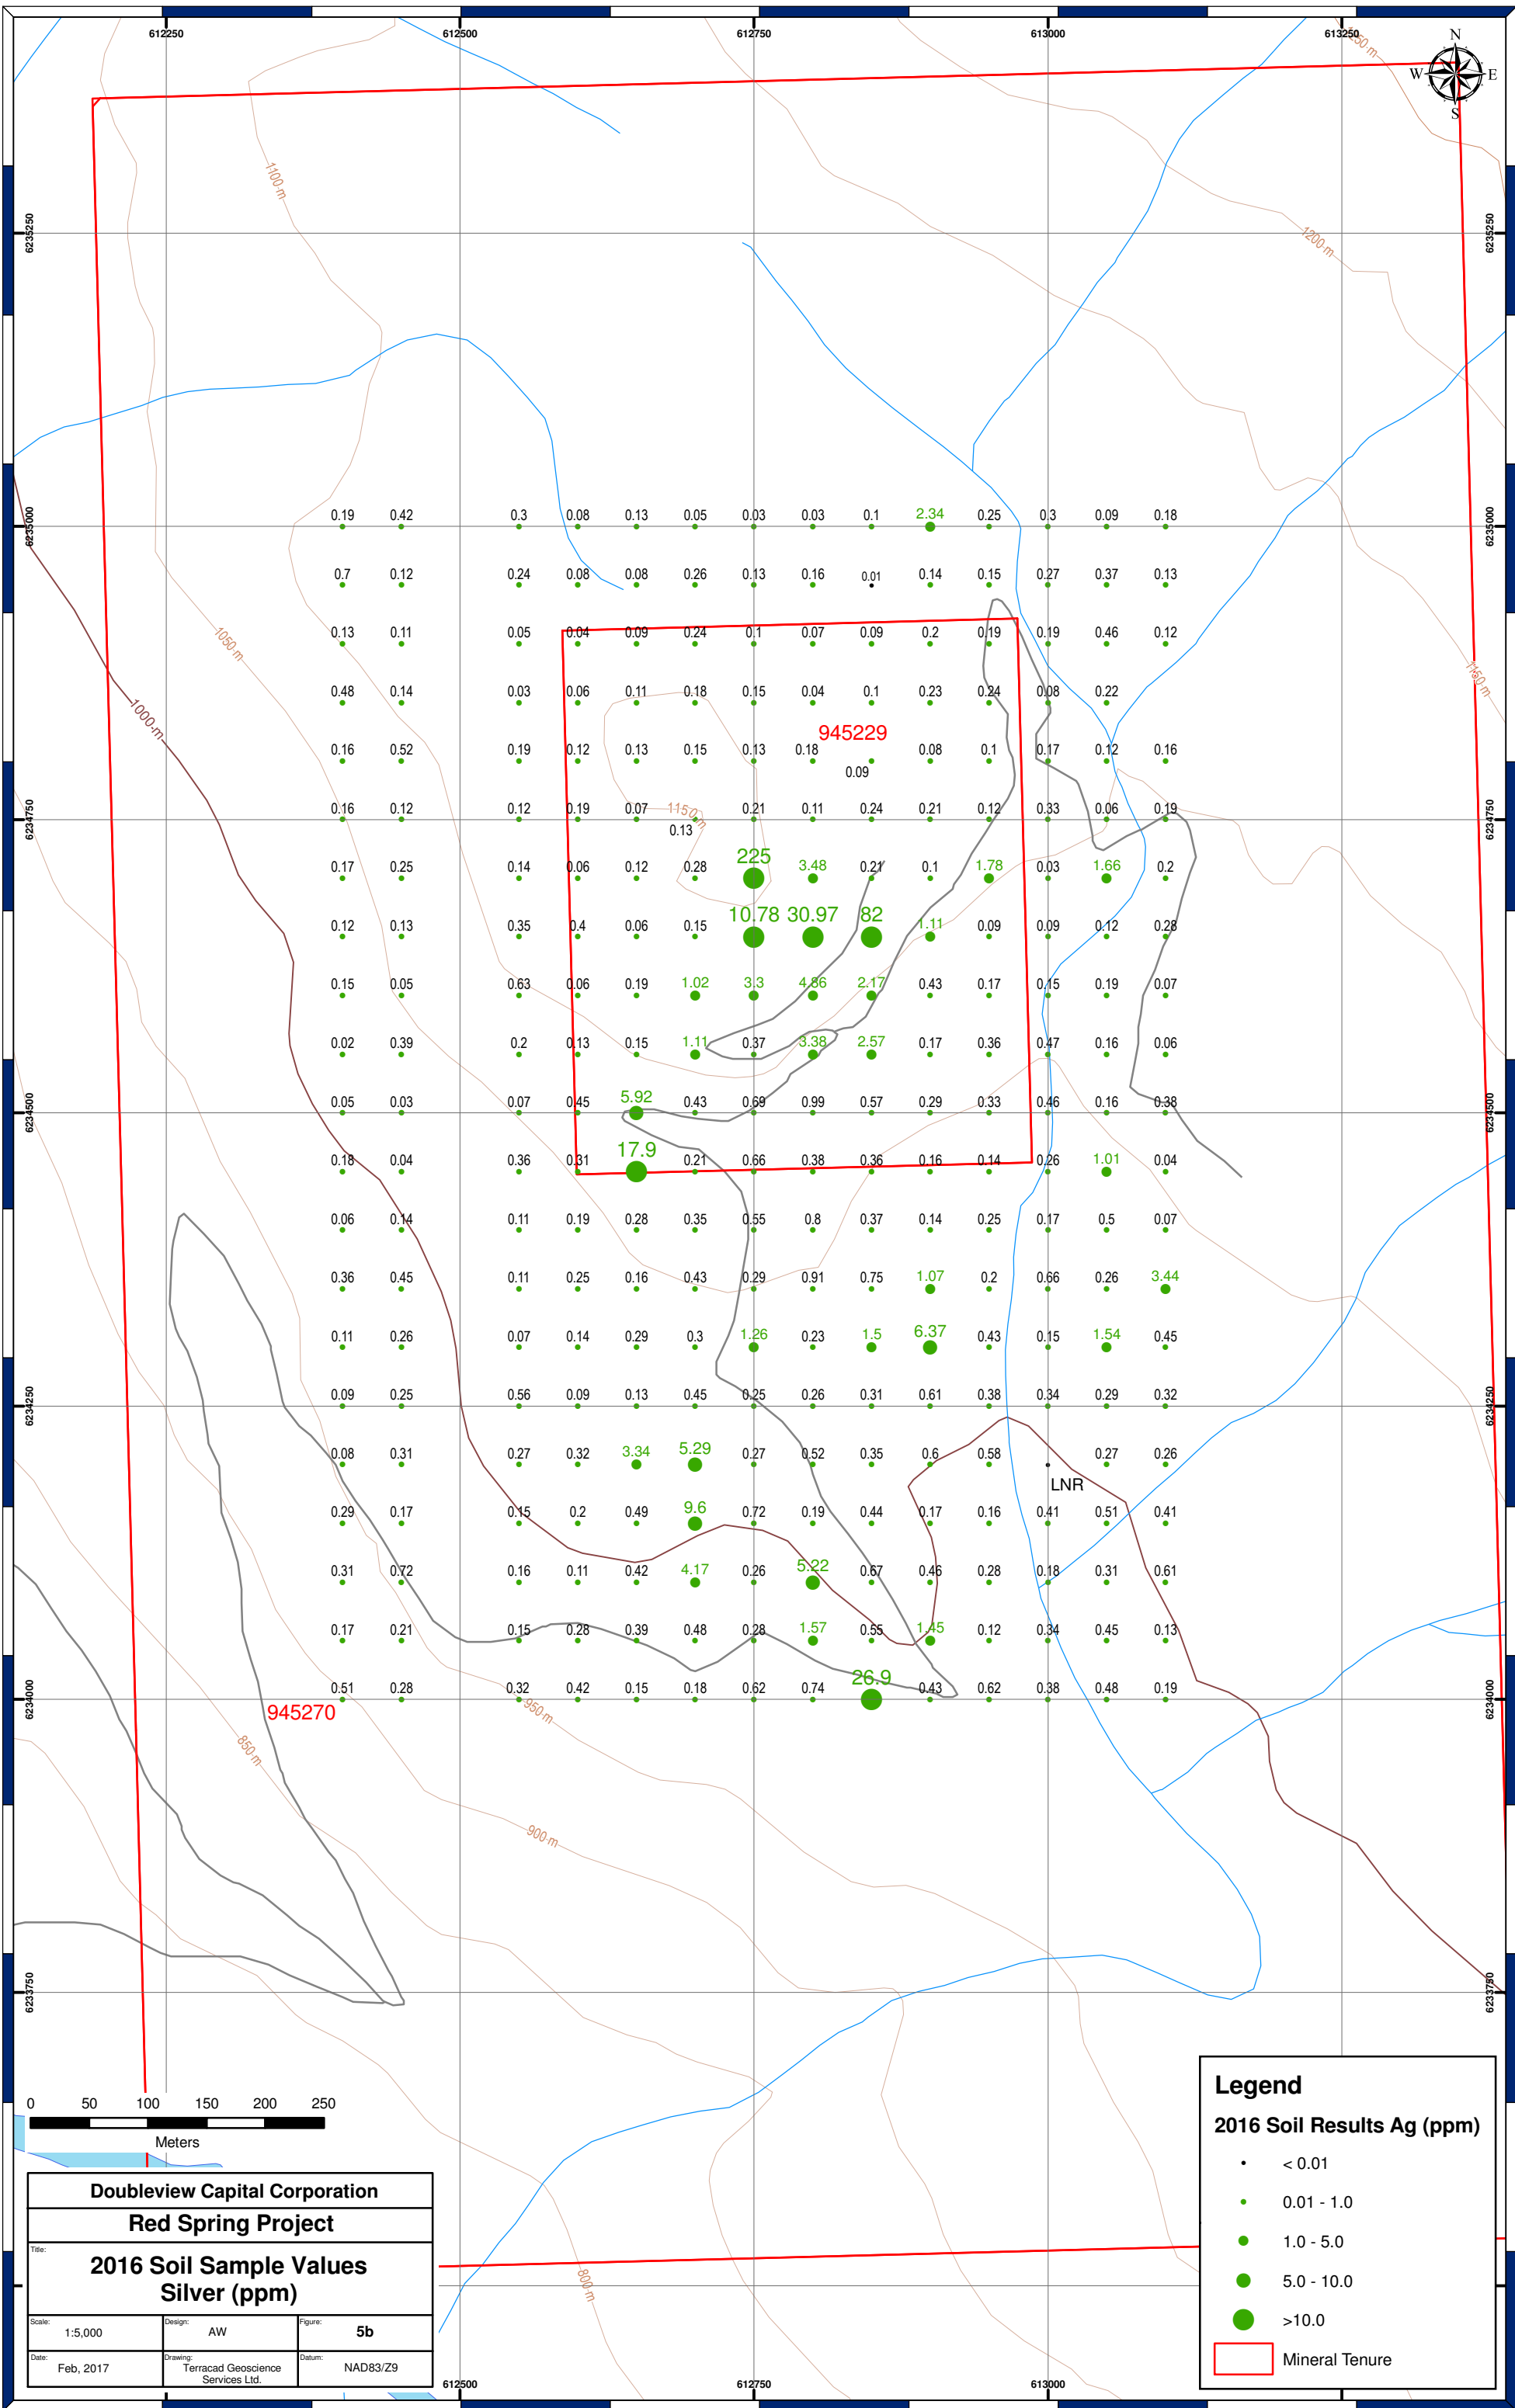 612250 612500 612750 613000 613250
N
W E
S
1250 m
1100 m
6235250 6235250
1200 m
0.19 0.42 0.3 0.08 0.13 0.05 0.03 0.03 0.1 2.34 0.25 0.3 0.09 0.18
6235000 6235000
0.7 0.12 0.24 0.08 0.08 0.26 0.13 0.16 0.01 0.14 0.15 0.27 0.37 0.13
0.13 0.11 0.05 0.04 0.09 0.24 0.1 0.07 0.09 0.2 0.19 0.19 0.46 0.12
1050 m
1150 m
0.48 0.14 0.03 0.06 0.11 0.18 0.15 0.04 0.1 0.23 0.24 0.08 0.22
1000 m
945229
0.16 0.52 0.19 0.12 0.13 0.15 0.13 0.18 0.08 0.1 0.17 0.12 0.16
0.09
0.16 0.12 0.12 0.19 0.07 1150 m 0.21 0.11 0.24 0.21 0.12 0.33 0.06 0.19
6234750 6234750
0.13
0.17 0.25 0.14 0.06 0.12 0.28 225 3.48 0.21 0.1 1.78 0.03 1.66 0.2
0.12 0.13 0.35 0.4 0.06 0.15 10.78 30.97 82 1.11 0.09 0.09 0.12 0.28
0.15 0.05 0.63 0.06 0.19 1.02 3.3 4.86 2.17 0.43 0.17 0.15 0.19 0.07
0.02 0.39 0.2 0.13 0.15 1.11 0.37 3.38 2.57 0.17 0.36 0.47 0.16 0.06
0.05 0.03 0.07 0.45 5.92 0.43 0.69 0.99 0.57 0.29 0.33 0.46 0.16 0.38
6234500 6234500
0.18 0.04 0.36 0.31 17.9 0.21 0.66 0.38 0.36 0.16 0.14 0.26 1.01 0.04
0.06 0.14 0.11 0.19 0.28 0.35 0.55 0.8 0.37 0.14 0.25 0.17 0.5 0.07
0.36 0.45 0.11 0.25 0.16 0.43 0.29 0.91 0.75 1.07 0.2 0.66 0.26 3.44
0.11 0.26 0.07 0.14 0.29 0.3 1.26 0.23 1.5 6.37 0.43 0.15 1.54 0.45
0.09 0.25 0.56 0.09 0.13 0.45 0.25 0.26 0.31 0.61 0.38 0.34 0.29 0.32
6234250 6234250
0.08 0.31 0.27 0.32 3.34 5.29 0.27 0.52 0.35 0.6 0.58 0.27 0.26
LNR
0.29 0.17 0.15 0.2 0.49 9.6 0.72 0.19 0.44 0.17 0.16 0.41 0.51 0.41
0.31 0.72 0.16 0.11 0.42 4.17 0.26 5.22 0.67 0.46 0.28 0.18 0.31 0.61
0.17 0.21 0.15 0.28 0.39 0.48 0.28 1.57 0.55 1.45 0.12 0.34 0.45 0.13
0.51 0.28 0.32 0.42 0.15 0.18 0.62 0.74 26.9 0.43 0.62 0.38 0.48 0.19
6234000 6234000
945270
950 m
850 m
900 m
6233750 6233750
800 m
0 50 100 150 200 250
Meters
Doubleview Capital Corporation
Red Spring Project
Title:
2016 Soil Sample Values
Silver (ppm)
Scale: 1:5,000 Design: AW Figure: 5b
Date: Feb, 2017 Drawing: Terracad Geoscience Services Ltd. Datum: NAD83/Z9
Legend
2016 Soil Results Ag (ppm)
< 0.01
0.01 - 1.0
1.0 - 5.0
5.0 - 10.0
>10.0
Mineral Tenure
612500 612750 613000